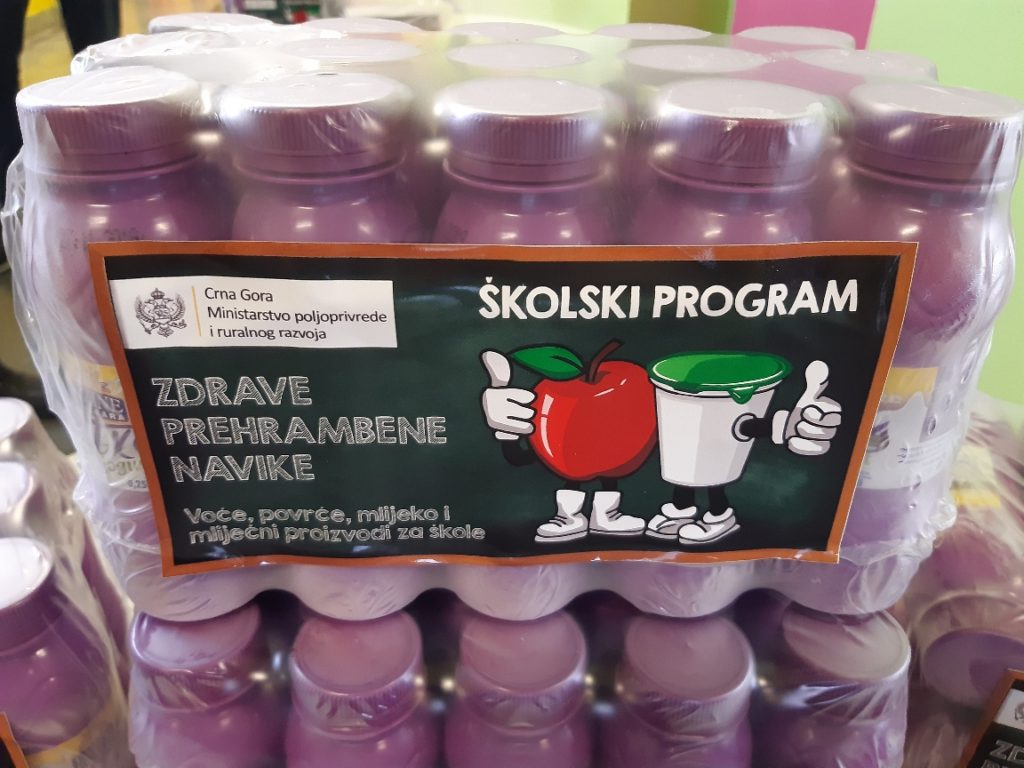 Crna Gora
Ministarstvo poljoprivrede
i ruralnog razvoja
ŠKOLSKI PROGRAM
ZDRAVE
PREHRAMBENE
NAVIKE
Voće, povrće, mlijeko i
mliječni proizvodi za škole